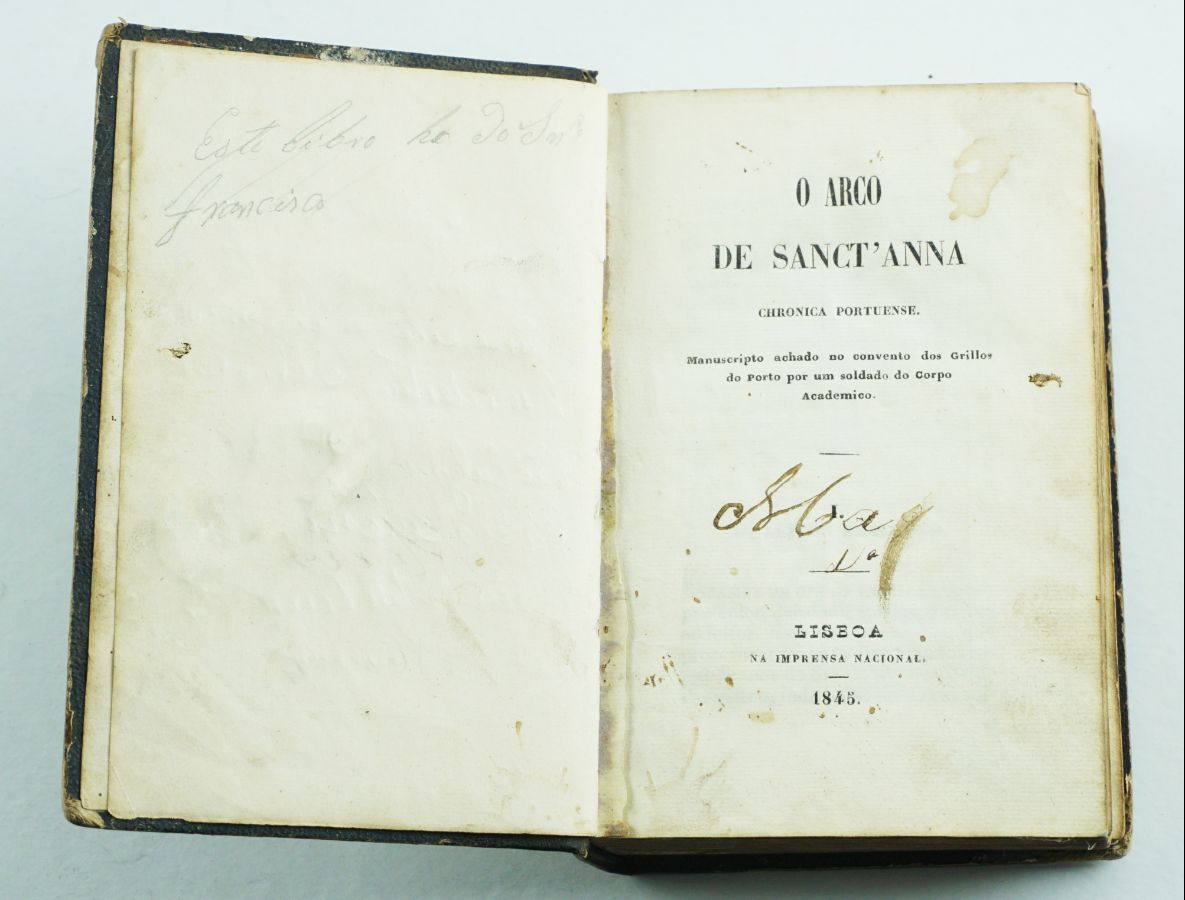 Este libro he do Snr
francisco
O ARCO
DE SANCT'ANNA
CHRONICA PORTUENSE.
Manuscripto achado no convento dos Grillos
do Porto por um soldado do Corpo
Academico.
I.
LISBOA
NA IMPRENSA NACIONAL.
1845.